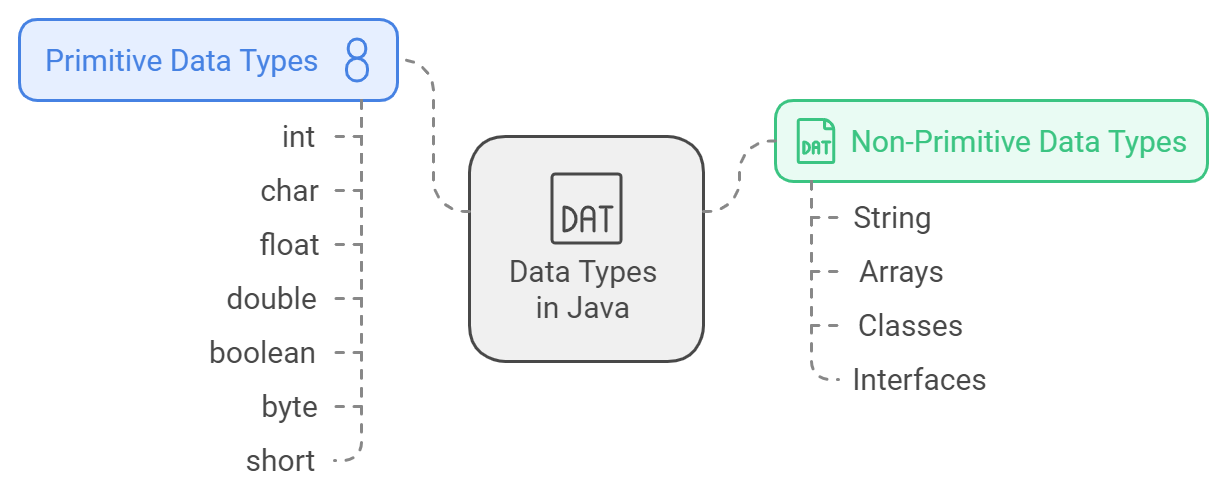 Primitive Data Types 8
int
char
float
double
boolean
byte
short
DAT
Data Types
in Java
DAT Non-Primitive Data Types
String
Arrays
Classes
Interfaces